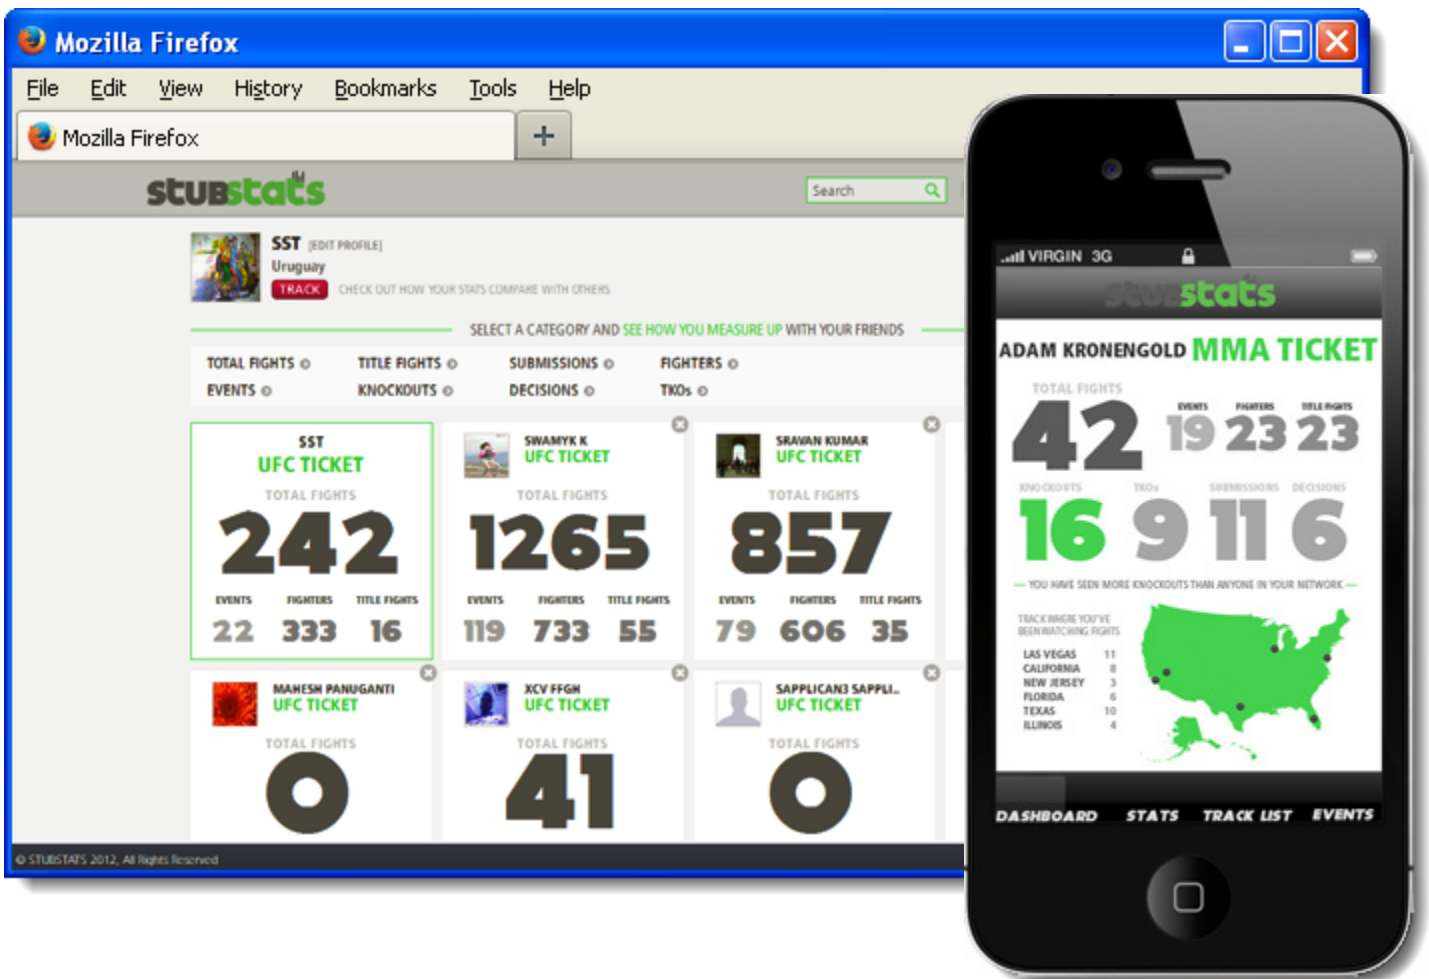 Mozilla Firefox
File Edit View History Bookmarks Tools Help
Mozilla Firefox +
stubstats
Search
SST [EDIT PROFILE]
Uruguay
TRACK CHECK OUT HOW YOUR STATS COMPARE WITH OTHERS
SELECT A CATEGORY AND SEE HOW YOU MEASURE UP WITH YOUR FRIENDS
TOTAL FIGHTS TITLE FIGHTS SUBMISSIONS FIGHTERS
EVENTS KNOCKOUTS DECISIONS TKOs
SST
UFC TICKET
TOTAL FIGHTS
242
EVENTS FIGHTERS TITLE FIGHTS
22 333 16
SWAMYK K
UFC TICKET
TOTAL FIGHTS
1265
EVENTS FIGHTERS TITLE FIGHTS
119 733 55
SRAVAN KUMAR
UFC TICKET
TOTAL FIGHTS
857
EVENTS FIGHTERS TITLE FIGHTS
79 606 35
MAHESH PANUGANTI
UFC TICKET
TOTAL FIGHTS
0
XCV FFGH
UFC TICKET
TOTAL FIGHTS
41
SAPPLICAN3 SAPPLI..
UFC TICKET
TOTAL FIGHTS
0
© STUBSTATS 2012, All Rights Reserved
VIRGIN 3G
stubstats
ADAM KRONENGOLD MMA TICKET
TOTAL FIGHTS
42
EVENTS FIGHTERS TITLE FIGHTS
19 23 23
KNOCKOUTS TKOs SUBMISSIONS DECISIONS
16 9 11 6
YOU HAVE SEEN MORE KNOCKOUTS THAN ANYONE IN YOUR NETWORK
TRACK WHERE YOU'VE
BEEN WATCHING FIGHTS
LAS VEGAS 11
CALIFORNIA 8
NEW JERSEY 3
FLORIDA 6
TEXAS 10
ILLINOIS 4
DASHBOARD STATS TRACK LIST EVENTS